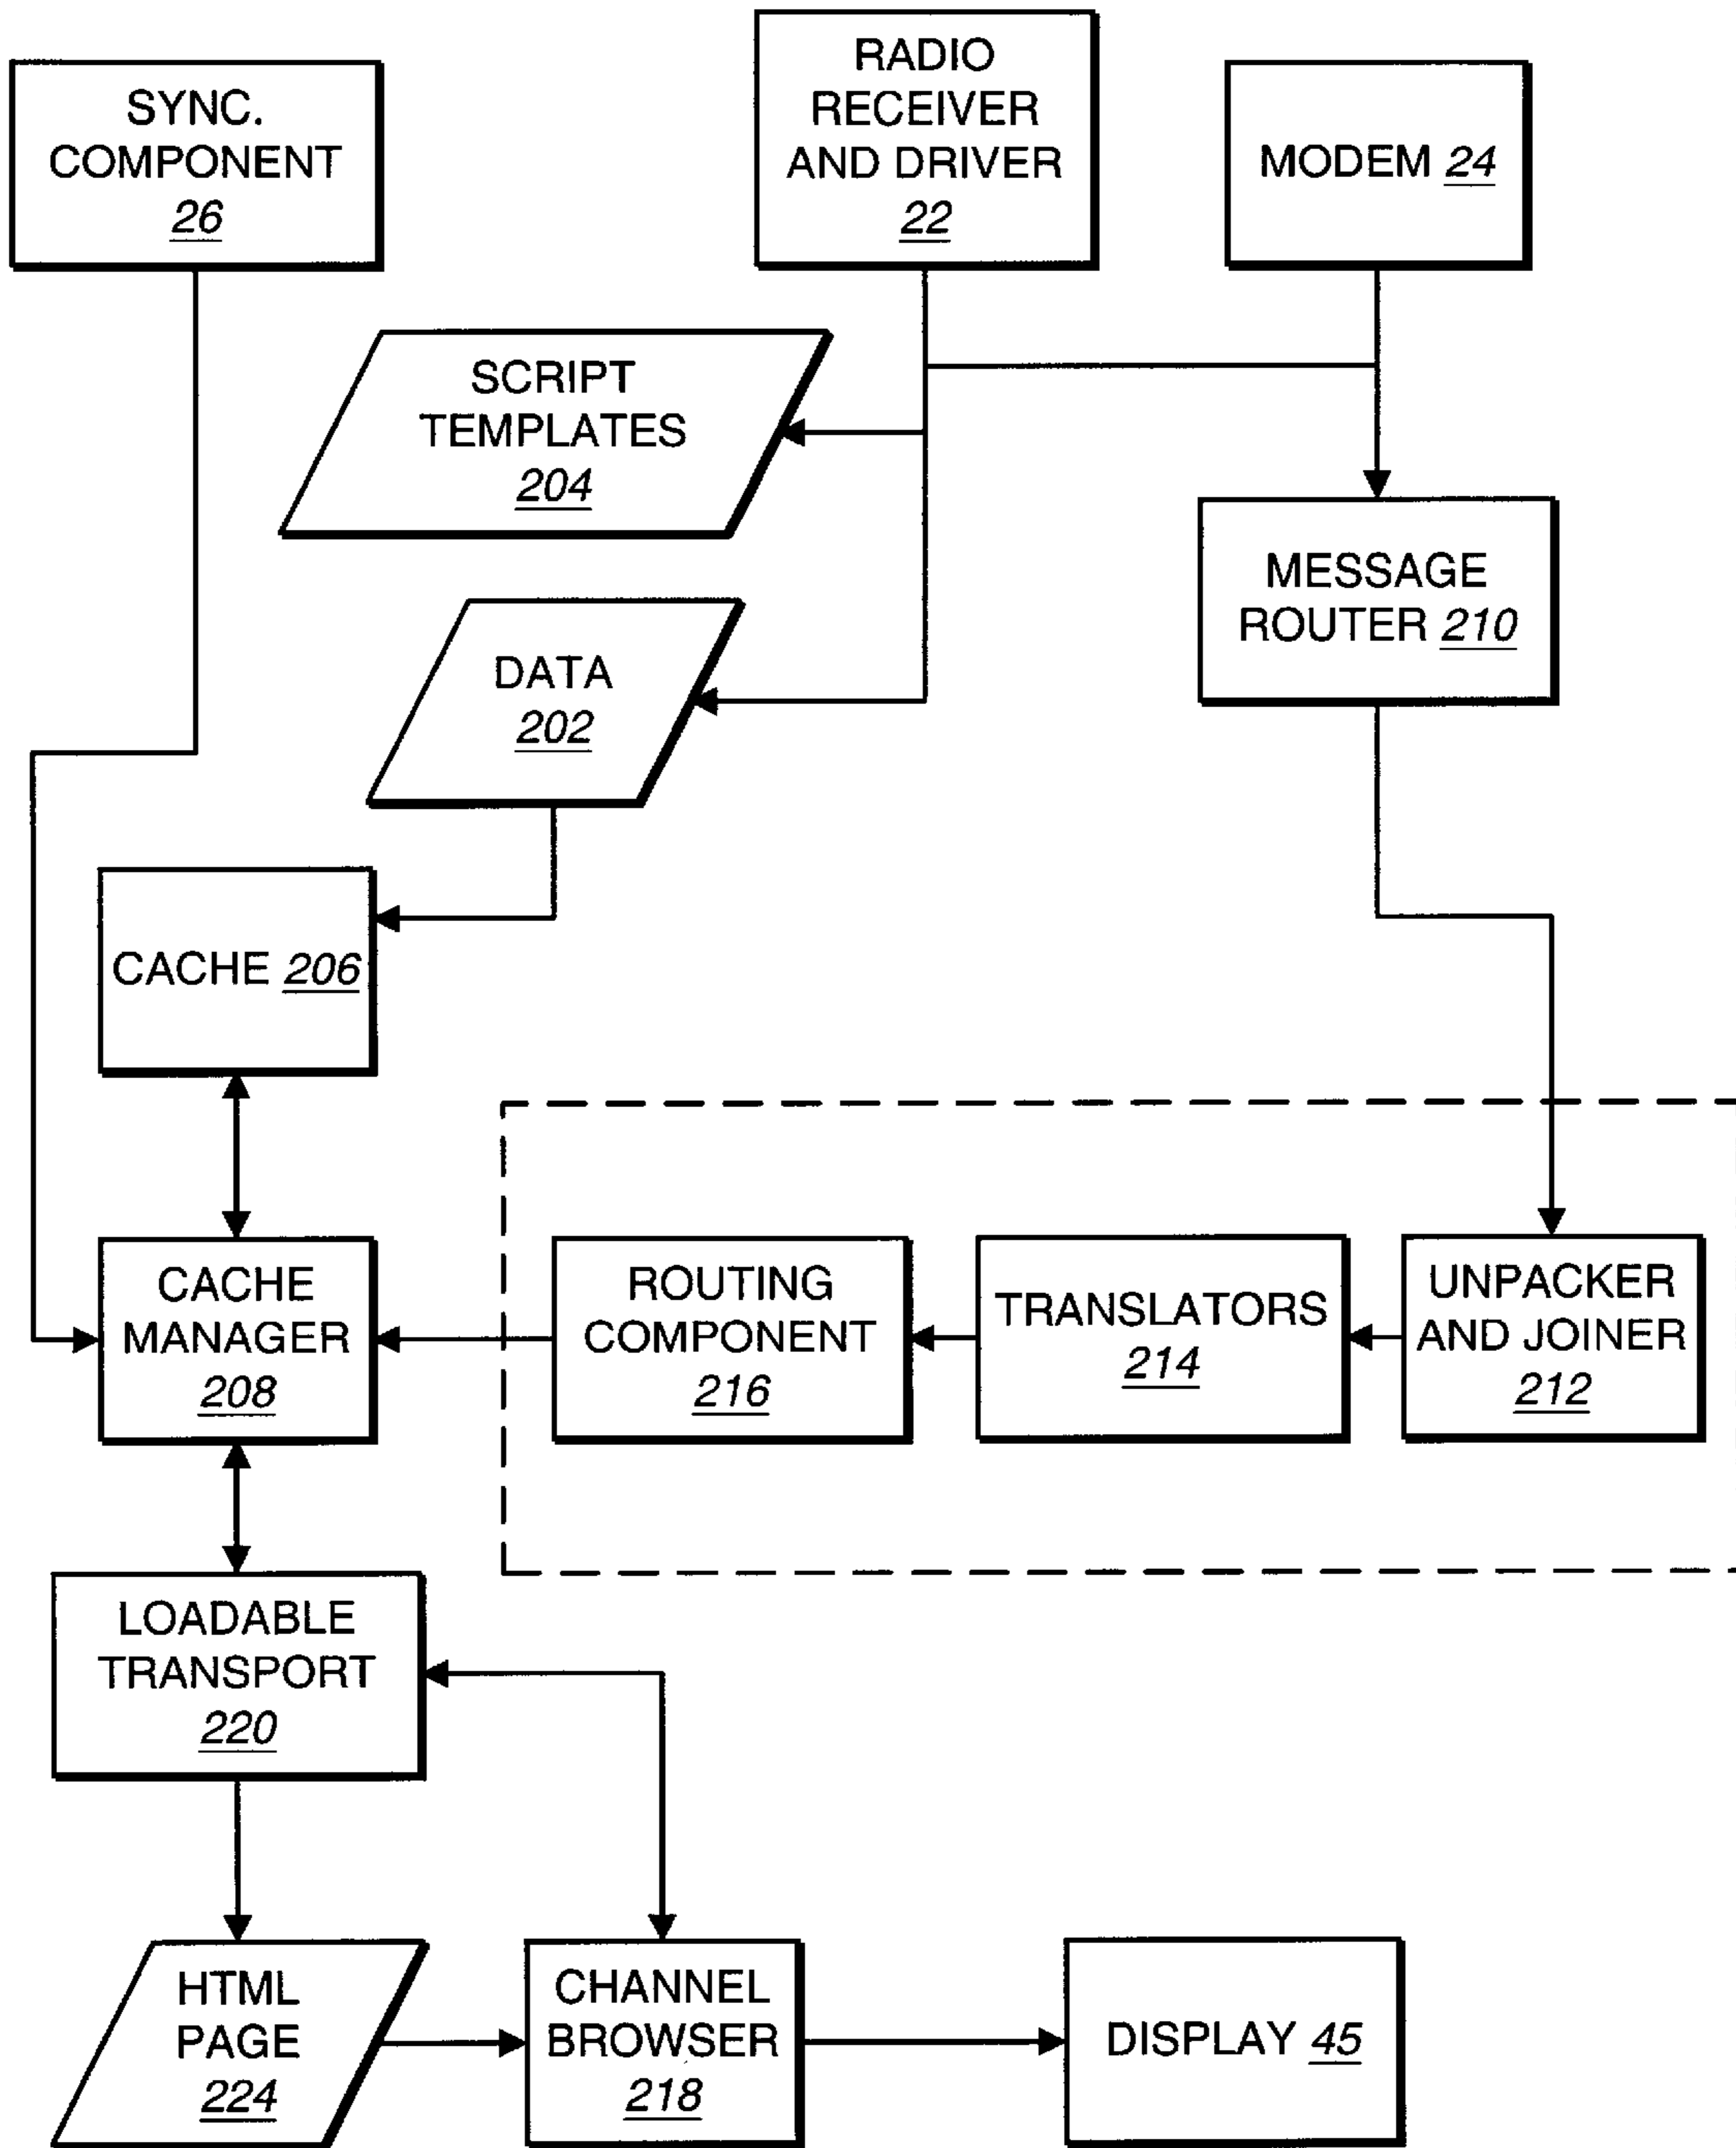 SYNC.
COMPONENT
26
RADIO
RECEIVER
AND DRIVER
22
MODEM 24
SCRIPT
TEMPLATES
204
MESSAGE
ROUTER 210
DATA
202
CACHE 206
CACHE
MANAGER
208
ROUTING
COMPONENT
216
TRANSLATORS
214
UNPACKER
AND JOINER
212
LOADABLE
TRANSPORT
220
HTML
PAGE
224
CHANNEL
BROWSER
218
DISPLAY 45